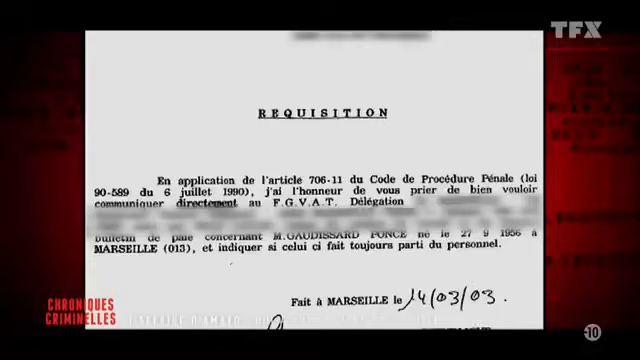 TFX
REQUISITION
En application de l'article 706-11 du Code de Procédure Pénale (loi
90-589 du 6 juillet 1990), j'ai l'honneur de vous prier de bien vouloir
communiquer directement au F.G.V.A.T. Délégation
bulletin de paie concernant M.GAUDISSARD PONCE né le 27 9 1956 à
MARSEILLE (013), et indiquer si celui ci fait toujours parti du personnel.
Fait à MARSEILLE le 14/03/03.
CHRONIQUES
CRIMINELLES
-10